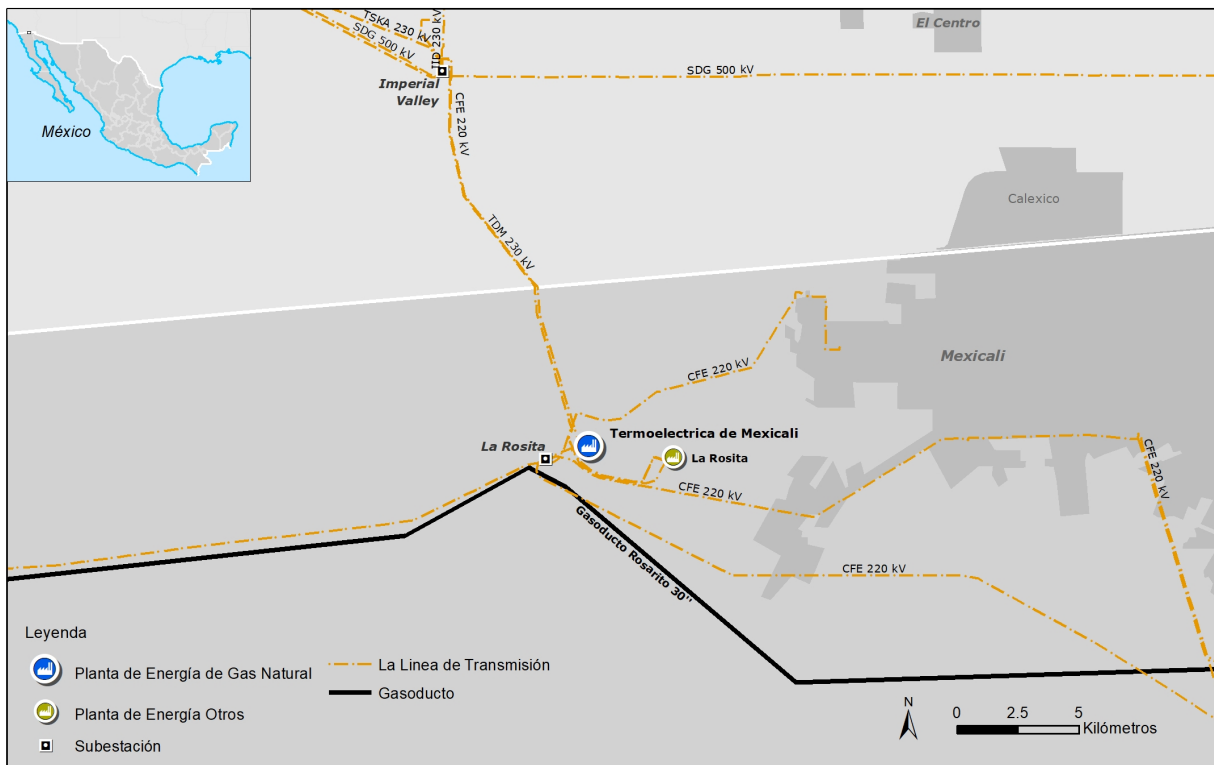 México
TSKA 230 kV
SDG 500 kV
IID 230 kV
El Centro
Imperial
Valley
SDG 500 kV
CFE 220 kV
Calexico
TDM 230 kV
Mexicali
CFE 220 kV
Termoelectrica de Mexicali
La Rosita
La Rosita
CFE 220 kV
CFE 220 kV
Gasoducto Rosarito 30"
CFE 220 kV
Leyenda
Planta de Energía de Gas Natural
Planta de Energía Otros
Subestación
La Linea de Transmisión
Gasoducto
N
0 2.5 5
Kilómetros